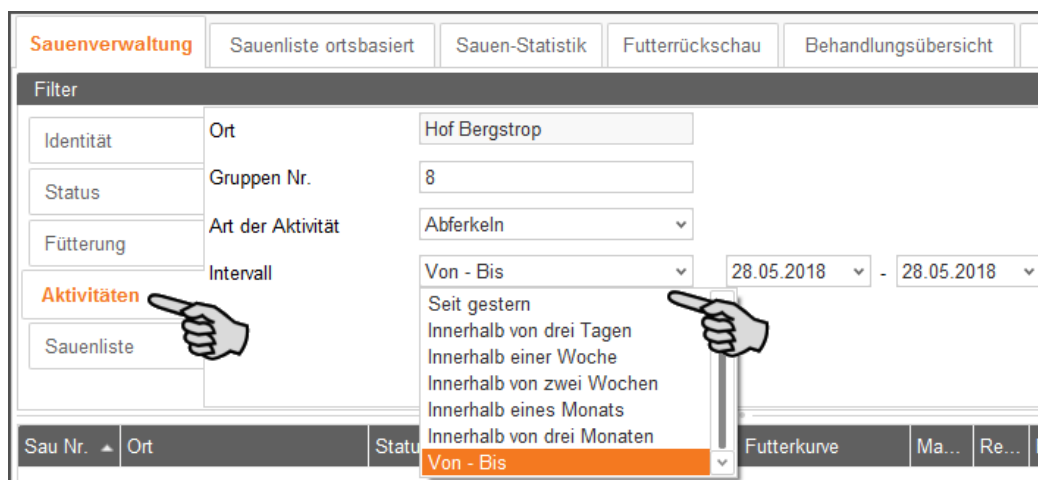 Sauenverwaltung Sauenliste ortsbasiert Sauen-Statistik Futterrückschau Behandlungsübersicht
Filter
Identität
Status
Fütterung
Aktivitäten
Sauenliste
Ort Hof Bergstrop
Gruppen Nr. 8
Art der Aktivität Abferkeln
Intervall Von - Bis 28.05.2018 - 28.05.2018
Seit gestern
Innerhalb von drei Tagen
Innerhalb einer Woche
Innerhalb von zwei Wochen
Innerhalb eines Monats
Innerhalb von drei Monaten
Von - Bis
Sau Nr. Ort Statu Futterkurve Ma... Re...